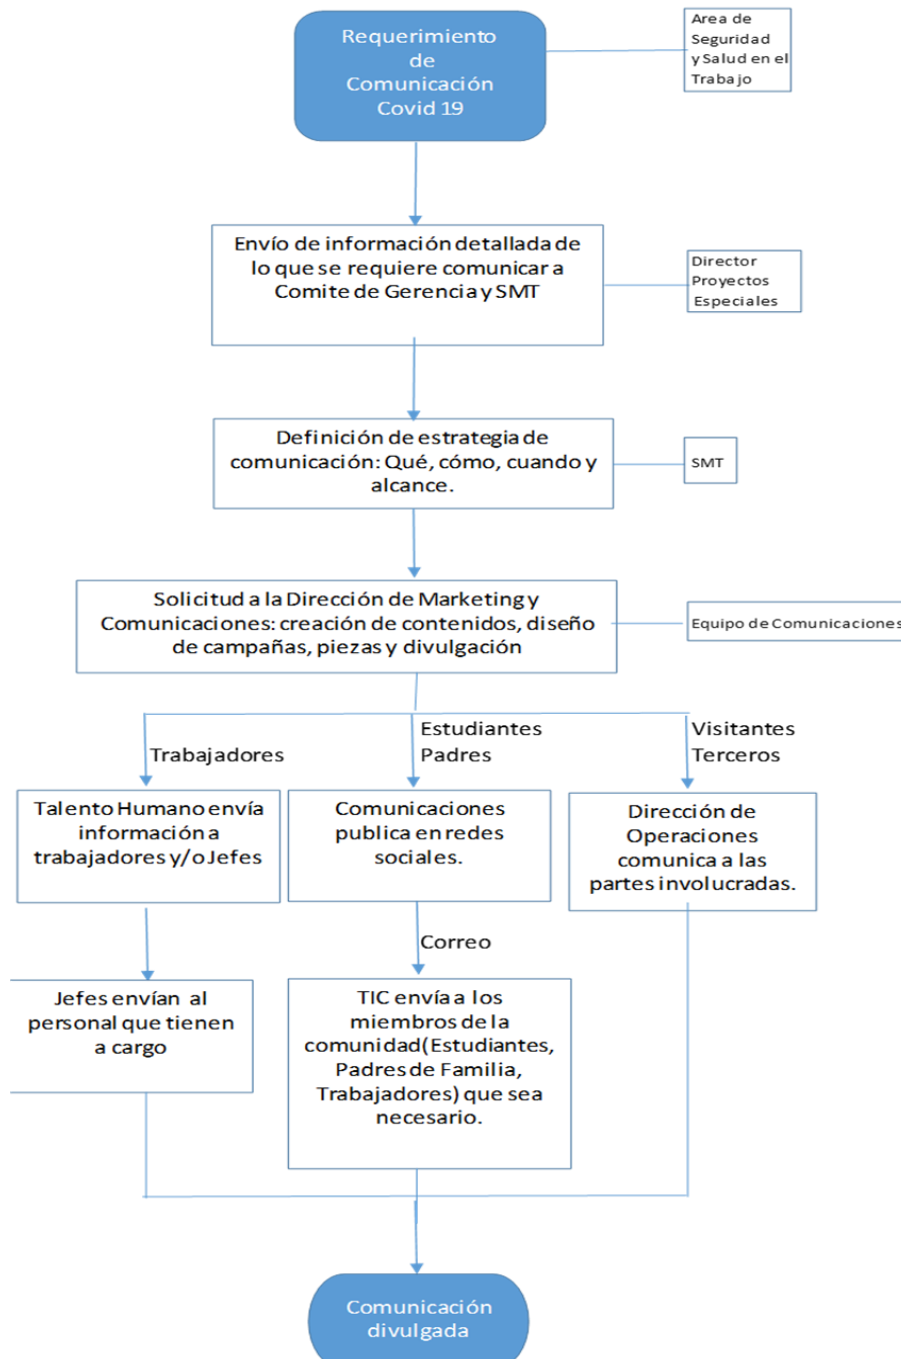 Requerimiento
de
Comunicación
Covid 19
Area de
Seguridad
y Salud en el
Trabajo
Envío de información detallada de
lo que se requiere comunicar a
Comite de Gerencia y SMT
Director
Proyectos
Especiales
Definición de estrategia de
comunicación: Qué, cómo, cuando y
alcance.
SMT
Solicitud a la Dirección de Marketing y
Comunicaciones: creación de contenidos, diseño
de campañas, piezas y divulgación
Equipo de Comunicaciones
Trabajadores
Estudiantes
Padres
Visitantes
Terceros
Talento Humano envía
información a
trabajadores y/o Jefes
Comunicaciones
publica en redes
sociales.
Dirección de
Operaciones
comunica a las
partes involucradas.
Correo
Jefes envían al
personal que tienen
a cargo
TIC envía a los
miembros de la
comunidad(Estudiantes,
Padres de Familia,
Trabajadores) que sea
necesario.
Comunicación
divulgada